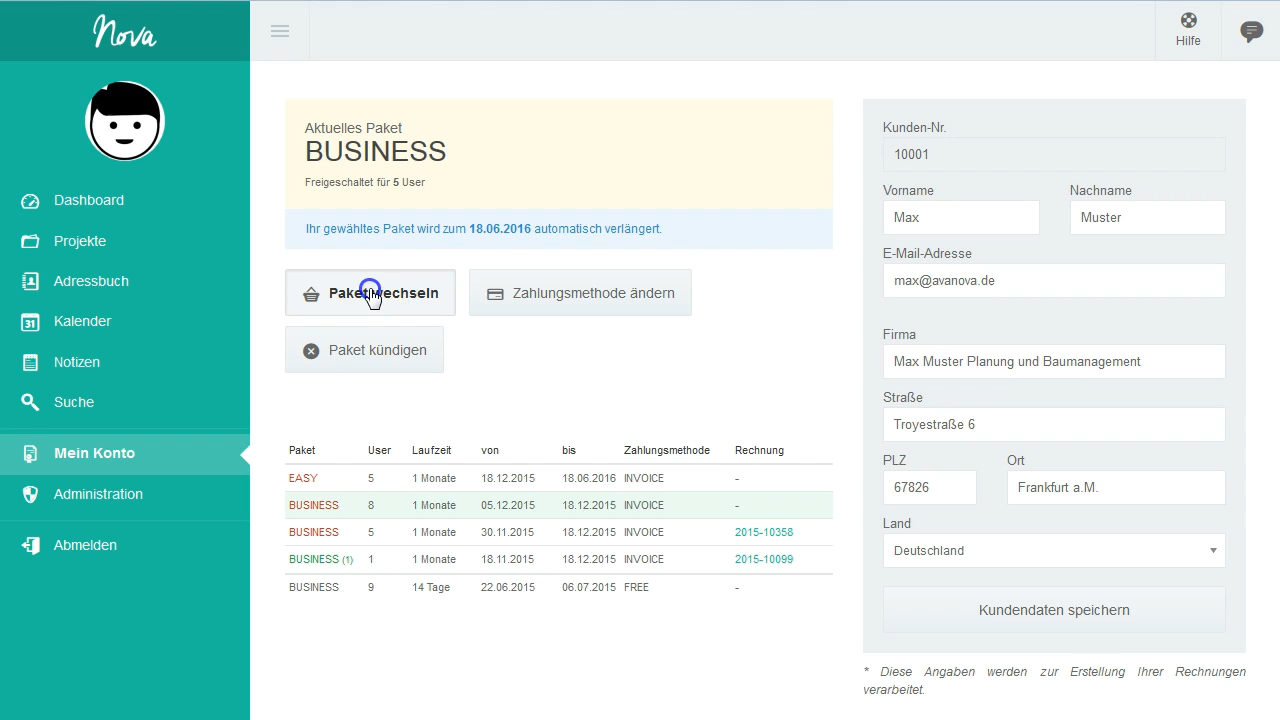 Nova
Hilfe
Dashboard
Projekte
Adressbuch
31 Kalender
Notizen
Suche
Mein Konto
Administration
Abmelden
Aktuelles Paket
BUSINESS
Freigeschaltet für 5 User
Ihr gewähltes Paket wird zum 18.06.2016 automatisch verlängert.
Paket wechseln
Zahlungsmethode ändern
Paket kündigen
Paket User Laufzeit von bis Zahlungsmethode Rechnung
EASY 5 1 Monate 18.12.2015 18.06.2016 INVOICE -
BUSINESS 8 1 Monate 05.12.2015 18.12.2015 INVOICE -
BUSINESS 5 1 Monate 30.11.2015 18.12.2015 INVOICE 2015-10358
BUSINESS (1) 1 1 Monate 18.11.2015 18.12.2015 INVOICE 2015-10099
BUSINESS 9 14 Tage 22.06.2015 06.07.2015 FREE -
Kunden-Nr.
10001
Vorname Nachname
Max Muster
E-Mail-Adresse
max@avanova.de
Firma
Max Muster Planung und Baumanagement
Straße
Troyestraße 6
PLZ Ort
67826 Frankfurt a.M.
Land
Deutschland
Kundendaten speichern
* Diese Angaben werden zur Erstellung Ihrer Rechnungen
verarbeitet.